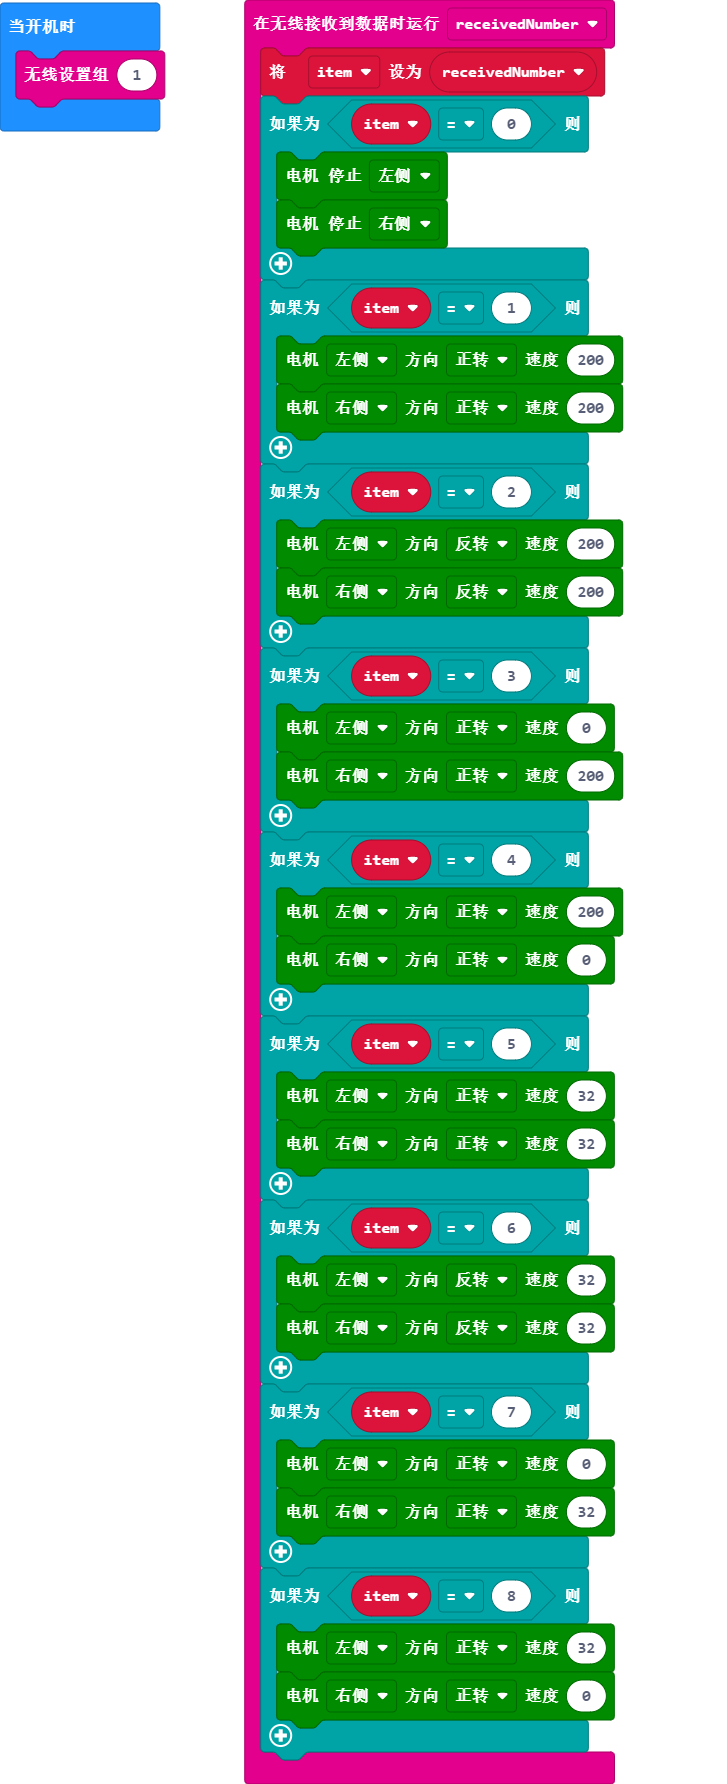 当开机时
无线设置组 1
在无线接收到数据时运行 receivedNumber
将 item 设为 receivedNumber
如果为 item = 0 则
电机 停止 左侧
电机 停止 右侧
如果为 item = 1 则
电机 左侧 方向 正转 速度 200
电机 右侧 方向 正转 速度 200
如果为 item = 2 则
电机 左侧 方向 反转 速度 200
电机 右侧 方向 反转 速度 200
如果为 item = 3 则
电机 左侧 方向 正转 速度 0
电机 右侧 方向 正转 速度 200
如果为 item = 4 则
电机 左侧 方向 正转 速度 200
电机 右侧 方向 正转 速度 0
如果为 item = 5 则
电机 左侧 方向 正转 速度 32
电机 右侧 方向 正转 速度 32
如果为 item = 6 则
电机 左侧 方向 反转 速度 32
电机 右侧 方向 反转 速度 32
如果为 item = 7 则
电机 左侧 方向 正转 速度 0
电机 右侧 方向 正转 速度 32
如果为 item = 8 则
电机 左侧 方向 正转 速度 32
电机 右侧 方向 正转 速度 0